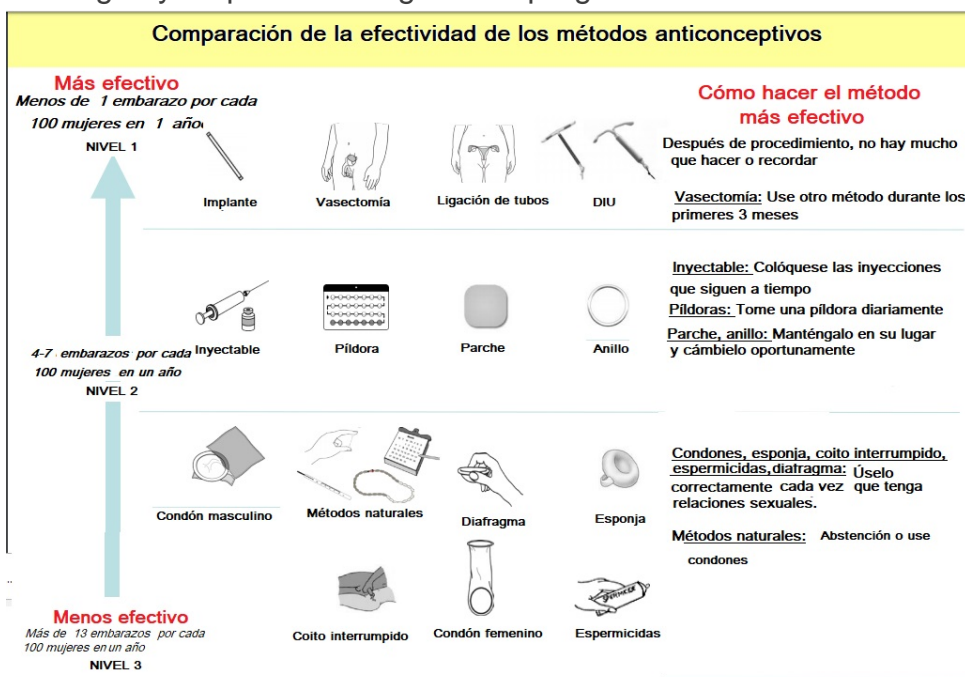 Comparación de la efectividad de los métodos anticonceptivos
Más efectivo
Menos de 1 embarazo por cada
100 mujeres en 1 año
NIVEL 1
Implante
Vasectomía
Ligación de tubos
DIU
Cómo hacer el método
más efectivo
Después de procedimiento, no hay mucho
que hacer o recordar
Vasectomía: Use otro método durante los
primeres 3 meses
4-7 embarazos por cada
100 mujeres en un año
NIVEL 2
Inyectable
Píldora
Parche
Anillo
Inyectable: Colóquese las inyecciones
que siguen a tiempo
Píldoras: Tome una píldora diariamente
Parche, anillo: Manténgalo en su lugar
y cámbielo oportunamente
Condón masculino
Métodos naturales
Diafragma
Esponja
Coito interrumpido
Condón femenino
SPERMICIDE
Espermicidas
Condones, esponja, coito interrumpido,
espermicidas,diafragma: Úselo
correctamente cada vez que tenga
relaciones sexuales.
Métodos naturales: Abstención o use
condones
Menos efectivo
Más de 13 embarazos por cada
100 mujeres en un año
NIVEL 3